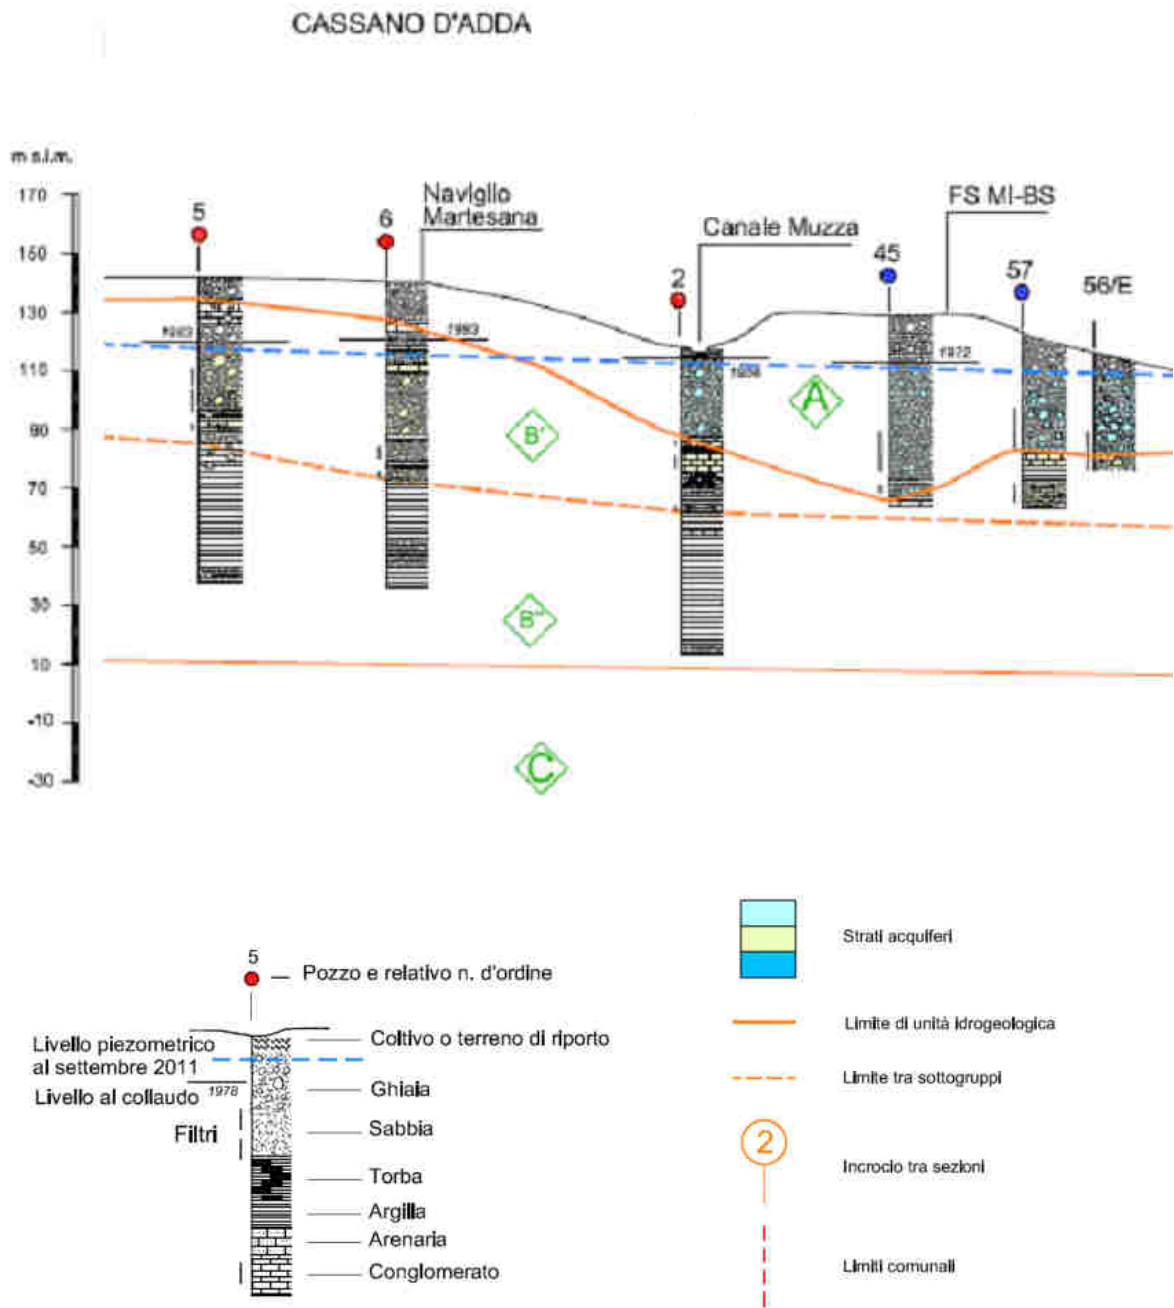 CASSANO D'ADDA
m s.l.m.
170
150
130
110
90
70
50
30
10
-10
-30
5
6
Naviglio
Martesana
2
Canale Muzza
45
FS MI-BS
57
56/E
1983
1993
1972
A
B'
B"
C
5
Pozzo e relativo n. d'ordine
Livello piezometrico
al settembre 2011
Livello al collaudo
1978
Filtri
Coltivo o terreno di riporto
Ghiaia
Sabbia
Torba
Argilla
Arenaria
Conglomerato
Strati acquiferi
Limite di unità idrogeologica
Limite tra sottogruppi
2
Incrocio tra sezioni
Limiti comunali